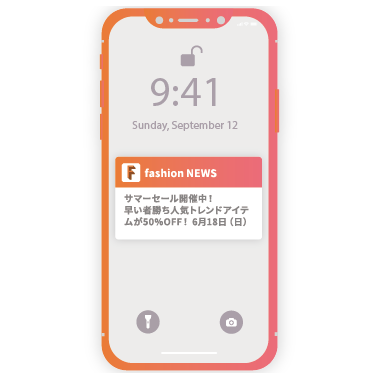 9:41
Sunday, September 12
F fashion NEWS
サマーセール開催中！
早い者勝ち人気トレンドアイテ
ムが50%OFF！ 6月18日（日）